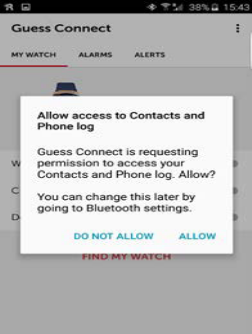 38% 15:43
Guess Connect
MY WATCH ALARMS ALERTS
Allow access to Contacts and
Phone log
Guess Connect is requesting
permission to access your
Contacts and Phone log. Allow?
You can change this later by
going to Bluetooth settings.
DO NOT ALLOW ALLOW
FIND MY WATCH